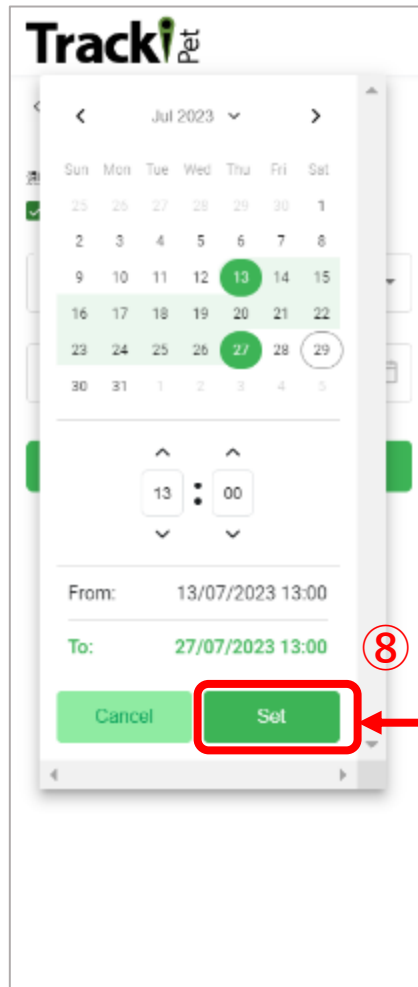 Tracki Pet
Jul 2023
Sun Mon Tue Wed Thu Fri Sat
25 26 27 28 29 30 1
2 3 4 5 6 7 8
9 10 11 12 13 14 15
16 17 18 19 20 21 22
23 24 25 26 27 28 29
30 31 1 2 3 4 5
13 : 00
From: 13/07/2023 13:00
To: 27/07/2023 13:00
⑧
Cancel Set